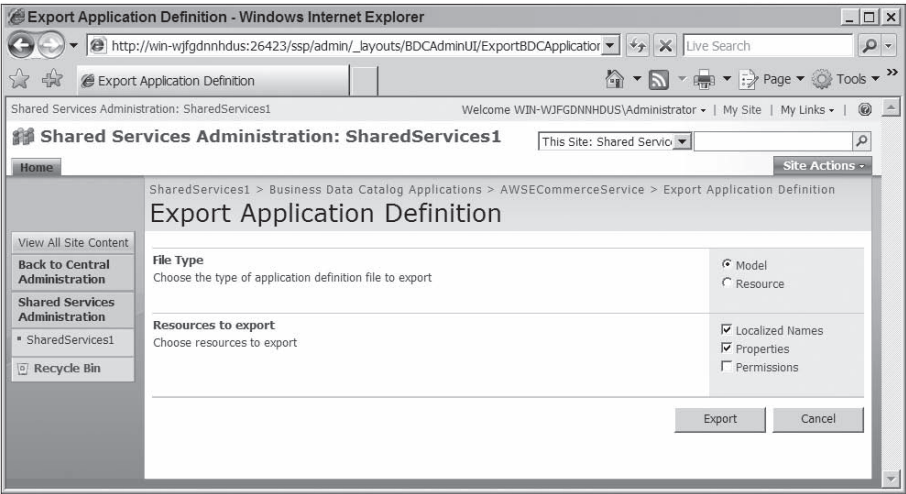 Export Application Definition - Windows Internet Explorer
http://win-wjfgdnnhdus:26423/ssp/admin/_layouts/BDCAdminUI/ExportBDCApplication
Live Search
Export Application Definition
Page
Tools
Shared Services Administration: SharedServices1
Welcome WIN-WJFGDNNHDUS\Administrator | My Site | My Links |
Shared Services Administration: SharedServices1
This Site: Shared Servic
Home
Site Actions
SharedServices1 > Business Data Catalog Applications > AWSECommerceService > Export Application Definition
Export Application Definition
View All Site Content
Back to Central
Administration
Shared Services
Administration
SharedServices1
Recycle Bin
File Type
Choose the type of application definition file to export
Model
Resource
Resources to export
Choose resources to export
Localized Names
Properties
Permissions
Export
Cancel